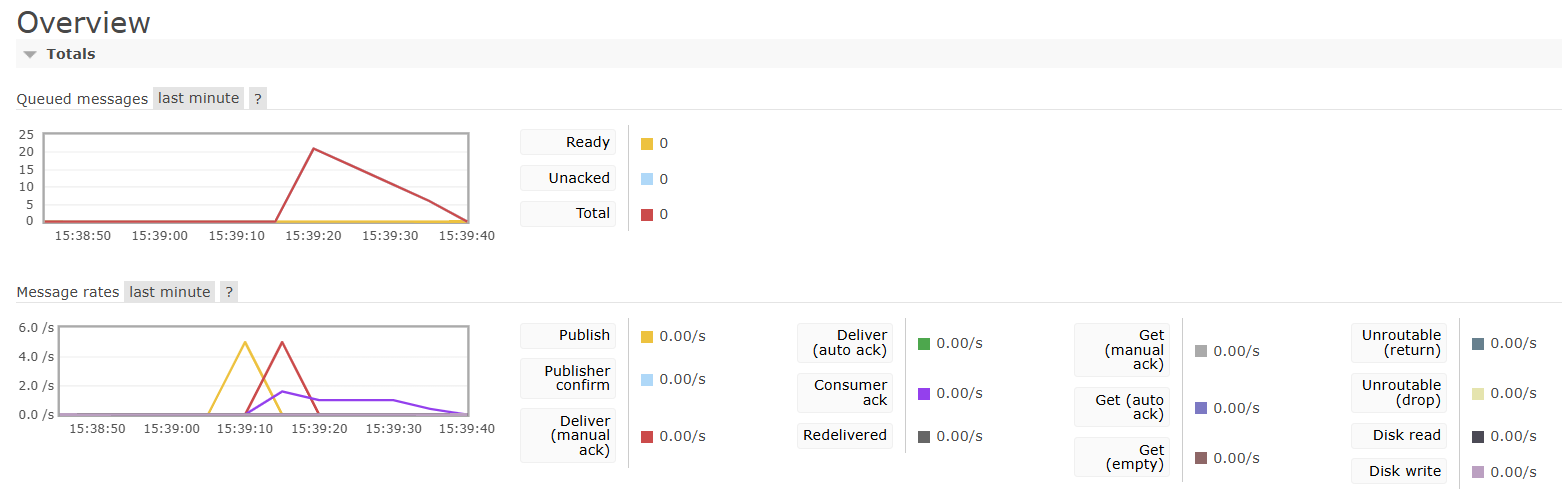 Overview
Totals
Queued messages last minute ?
25
20
15
10
5
0
15:38:50 15:39:00 15:39:10 15:39:20 15:39:30 15:39:40
Ready 0
Unacked 0
Total 0
Message rates last minute ?
6.0 /s
4.0 /s
2.0 /s
0.0 /s
15:38:50 15:39:00 15:39:10 15:39:20 15:39:30 15:39:40
Publish 0.00/s
Publisher
confirm 0.00/s
Deliver
(manual 0.00/s
ack)
Deliver
(auto ack) 0.00/s
Consumer
ack 0.00/s
Redelivered 0.00/s
Get
(manual 0.00/s
ack)
Get (auto
ack) 0.00/s
Get
(empty) 0.00/s
Unroutable
(return) 0.00/s
Unroutable
(drop) 0.00/s
Disk read 0.00/s
Disk write 0.00/s